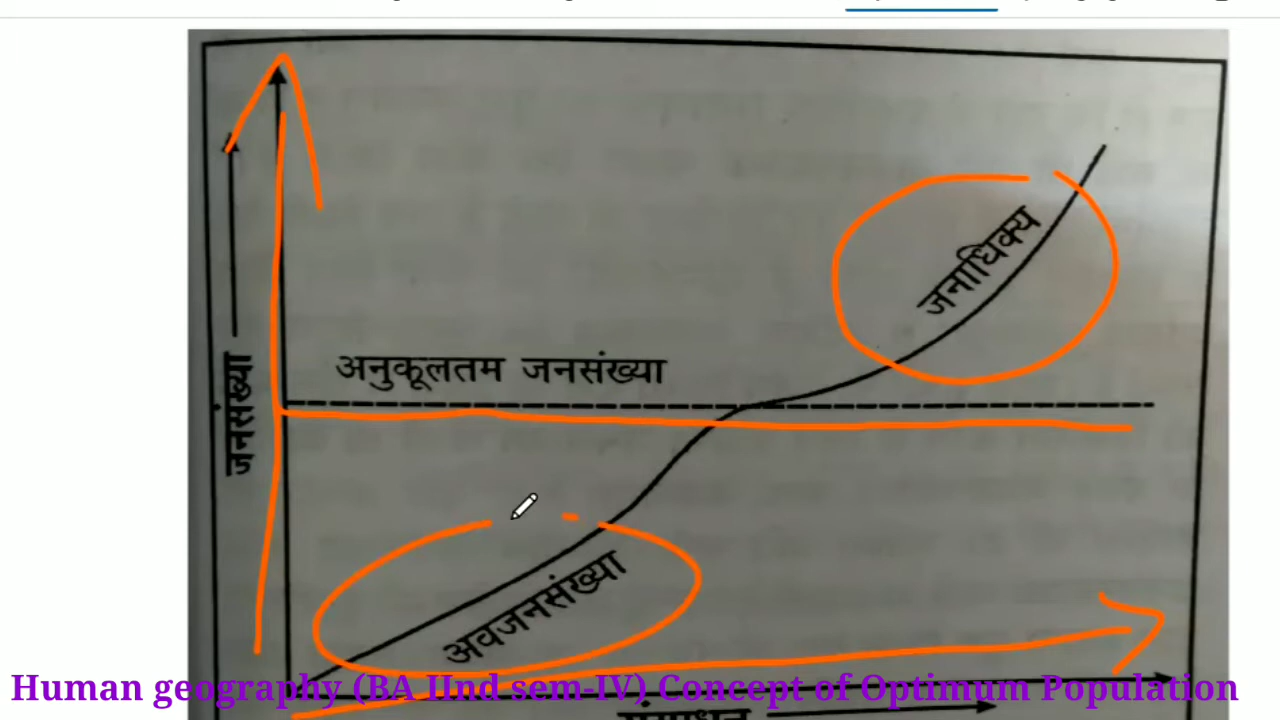 जनसंख्या
जनाधिक्य
अनुकूलतम जनसंख्या
अवजनसंख्या
Human geography (BA IInd sem-IV) Concept of Optimum Population